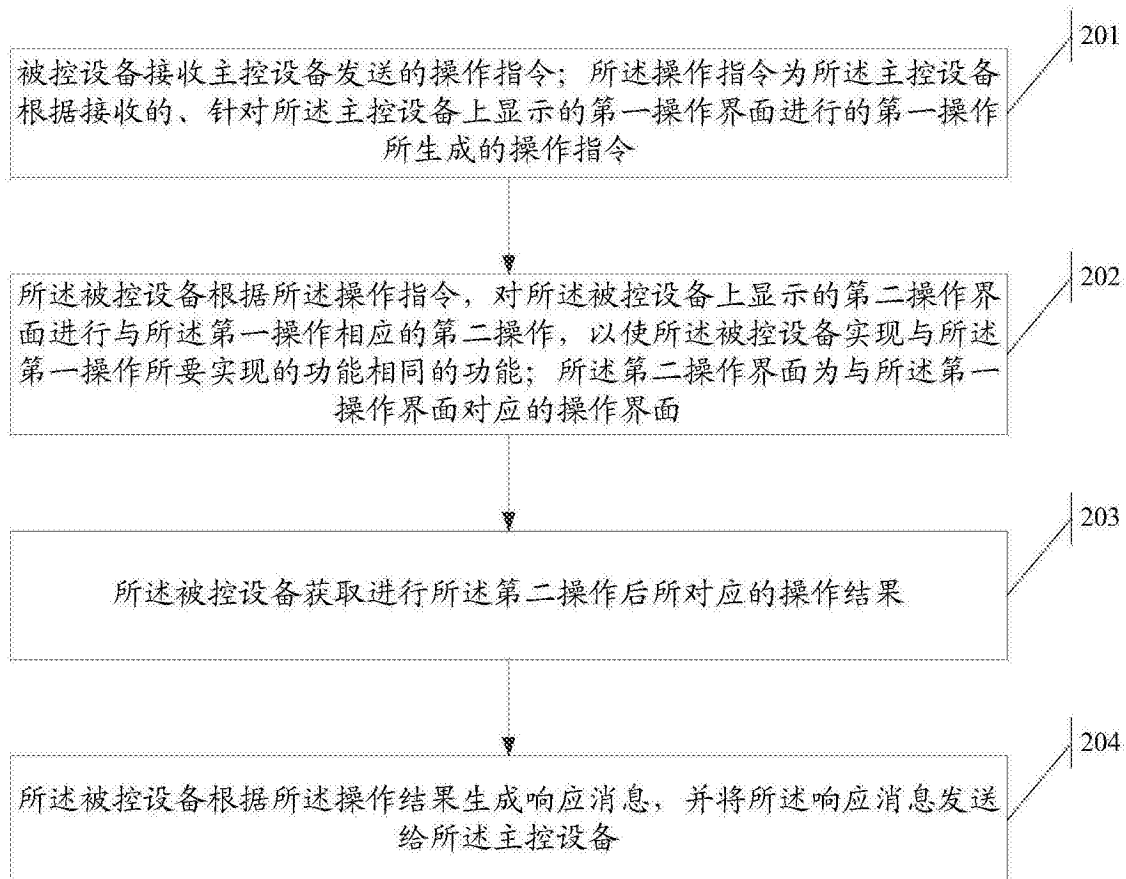 201
被控设备接收主控设备发送的操作指令；所述操作指令为所述主控设备
根据接收的、针对所述主控设备上显示的第一操作界面进行的第一操作
所生成的操作指令
202
所述被控设备根据所述操作指令，对所述被控设备上显示的第二操作界
面进行与所述第一操作相应的第二操作，以使所述被控设备实现与所述
第一操作所要实现的功能相同的功能；所述第二操作界面为与所述第一
操作界面对应的操作界面
203
所述被控设备获取进行所述第二操作后所对应的操作结果
204
所述被控设备根据所述操作结果生成响应消息，并将所述响应消息发送
给所述主控设备